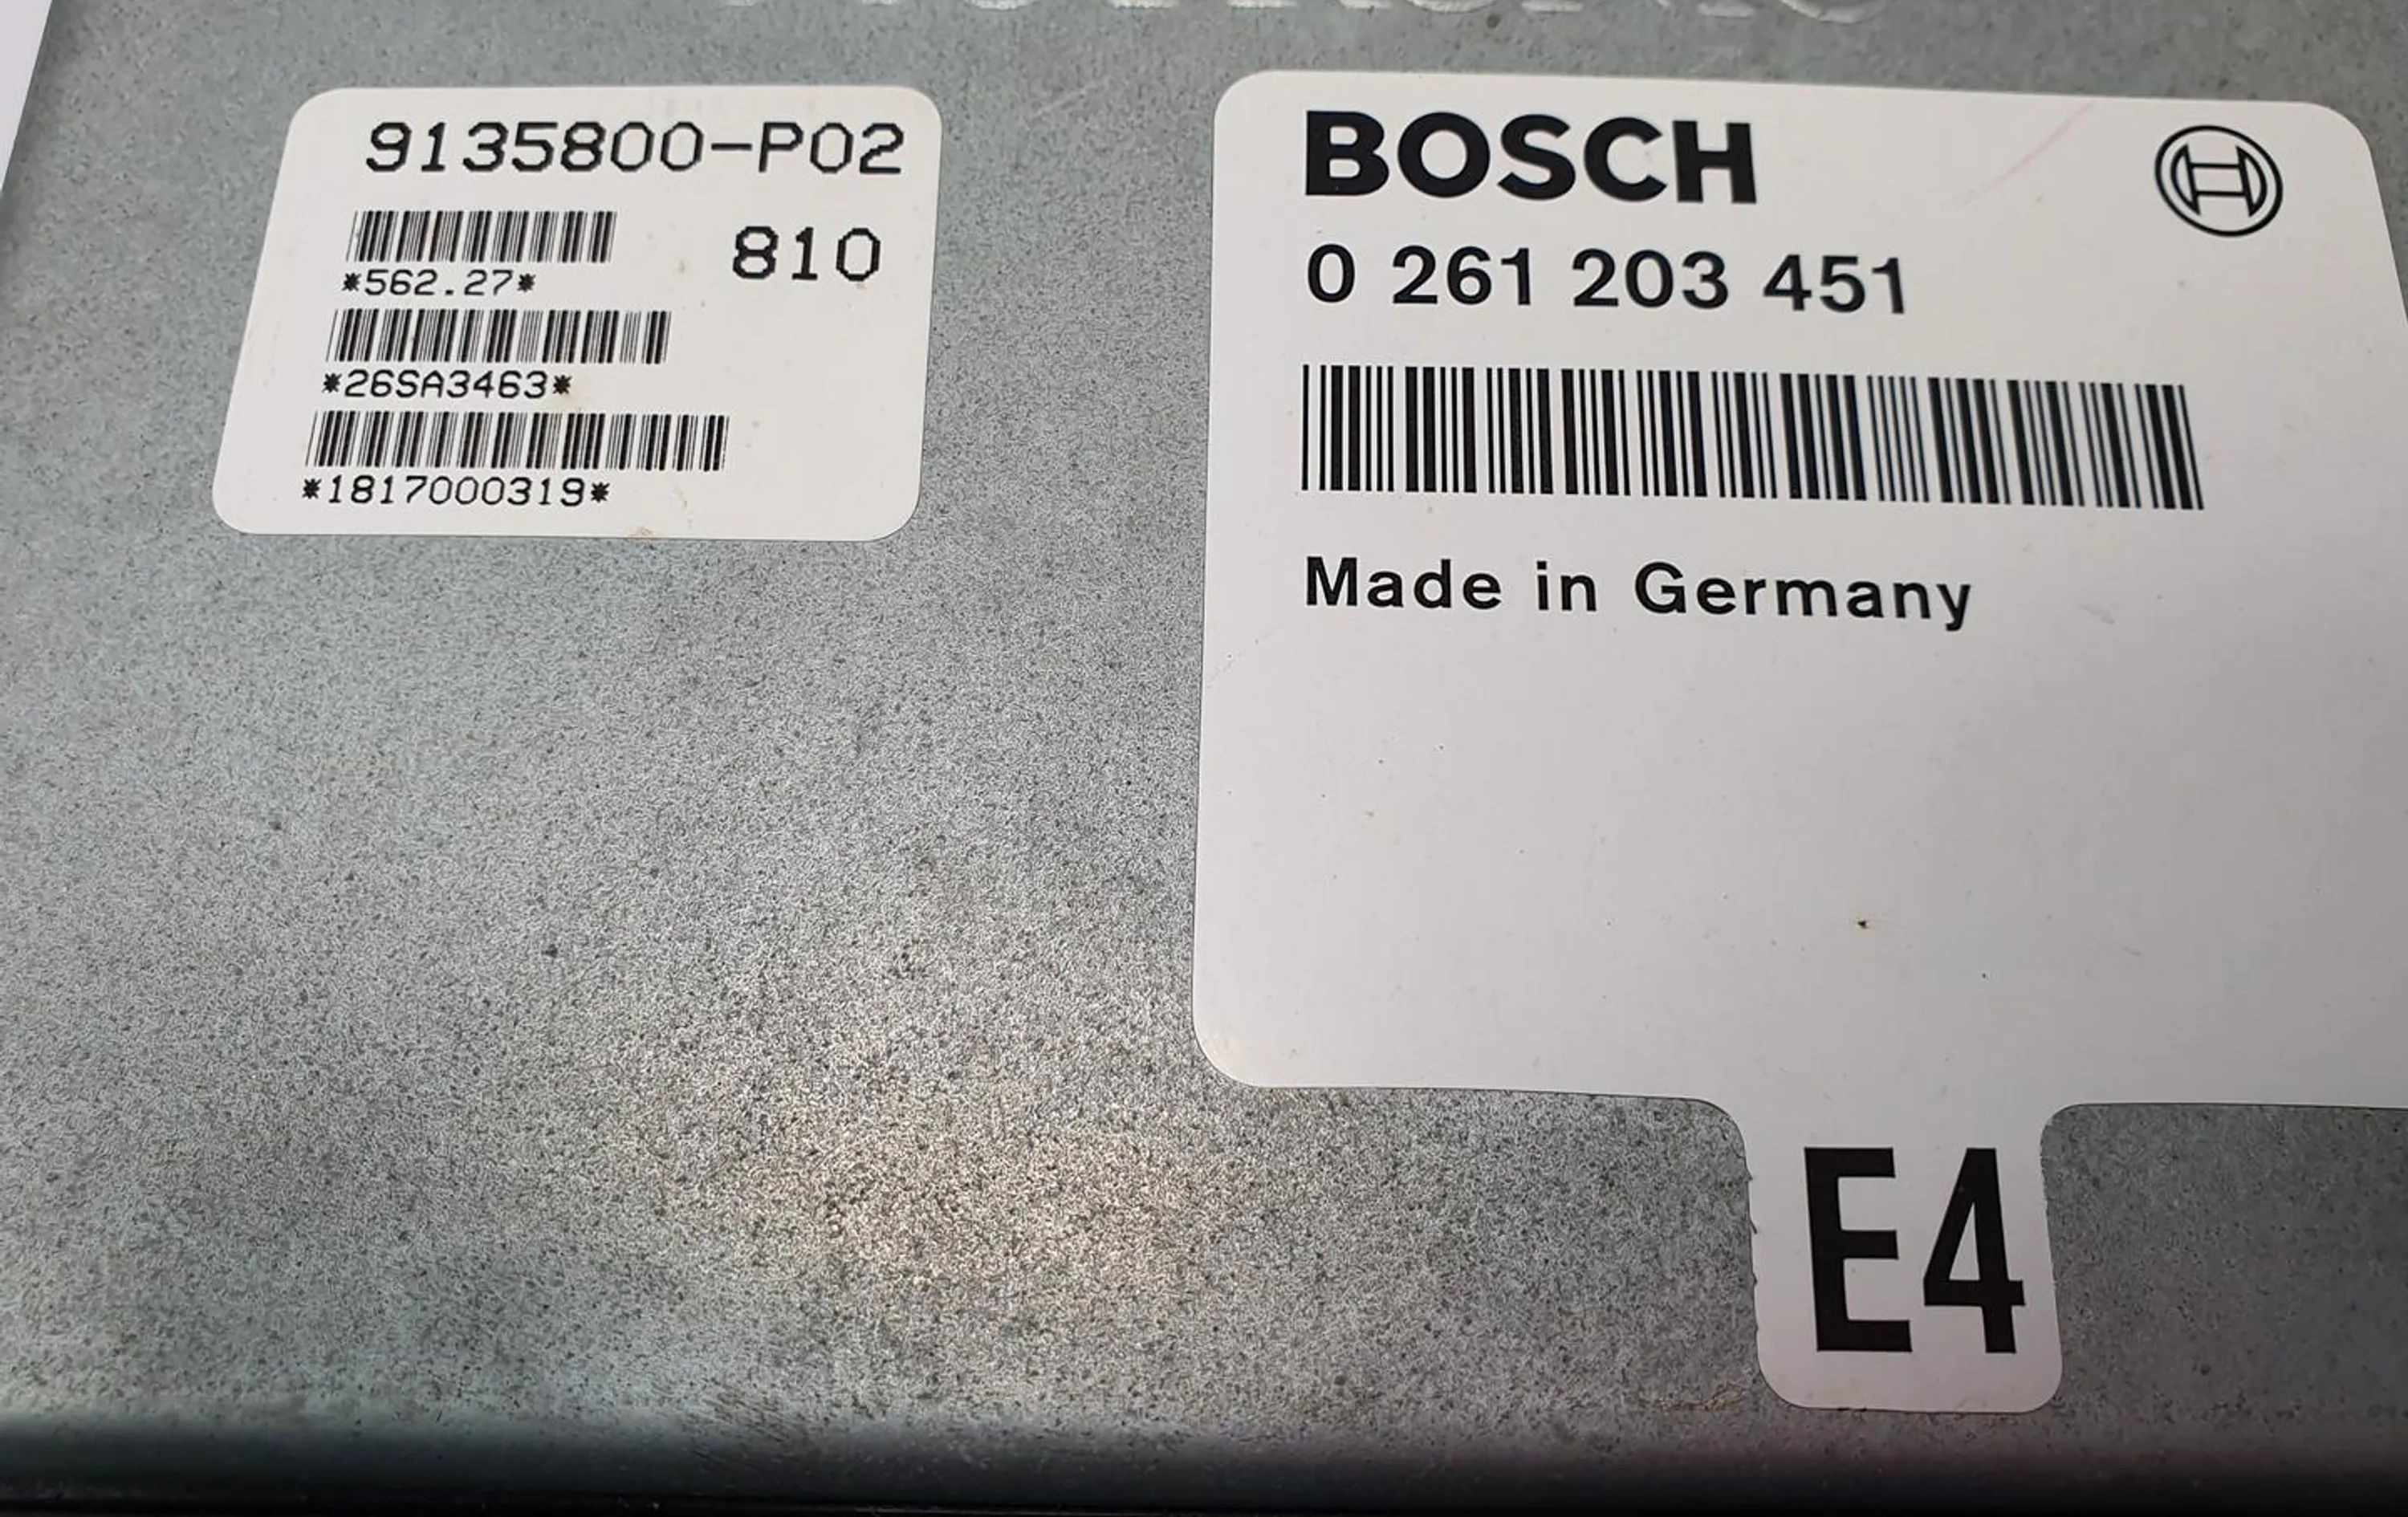 9135800-P02
810
*562.27*
*26SA3463*
*1817000319*
BOSCH
0 261 203 451
Made in Germany
E4